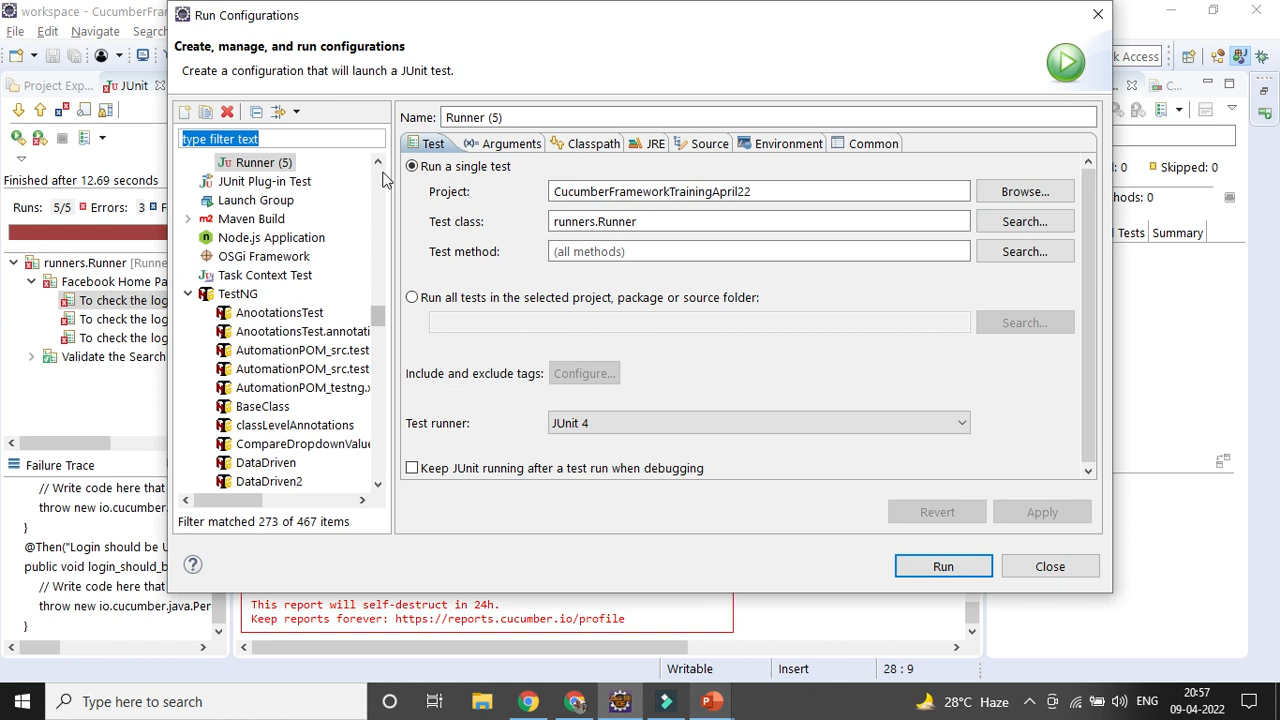 workspace - CucumberFram
Run Configurations
File Edit Navigate Search
Create, manage, and run configurations
Create a configuration that will launch a JUnit test.
Access
Project Exp...
JUnit
C...
type filter text
Name: Runner (5)
Test
Arguments
Classpath
JRE
Source
Environment
Common
Runner (5)
JUnit Plug-in Test
Launch Group
Maven Build
Node.js Application
OSGi Framework
Task Context Test
TestNG
AnootationsTest
AnootationsTest.annotati
AutomationPOM_src.test
AutomationPOM_src.test
AutomationPOM_testng.x
BaseClass
classLevelAnnotations
CompareDropdownValue
DataDriven
DataDriven2
Filter matched 273 of 467 items
Run a single test
Project: CucumberFrameworkTrainingApril22 Browse...
Test class: runners.Runner Search...
Test method: (all methods) Search...
Run all tests in the selected project, package or source folder:
Search...
Include and exclude tags: Configure...
Test runner: JUnit 4
Keep JUnit running after a test run when debugging
Revert Apply
Run Close
Finished after 12.69 seconds
Runs: 5/5 Errors: 3 F
runners.Runner [Runne
Facebook Home Pa
To check the log
To check the log
To check the log
Validate the Search
Failure Trace
// Write code here that
throw new io.cucumber.
}
@Then("Login should be U
public void login_should_b
// Write code here that
throw new io.cucumber.java.Per
}
This report will self-destruct in 24h.
Keep reports forever: https://reports.cucumber.io/profile
Skipped: 0
hods: 0
Tests Summary
Writable Insert 28 : 9
Type here to search
28°C Haze
ENG
20:57
09-04-2022